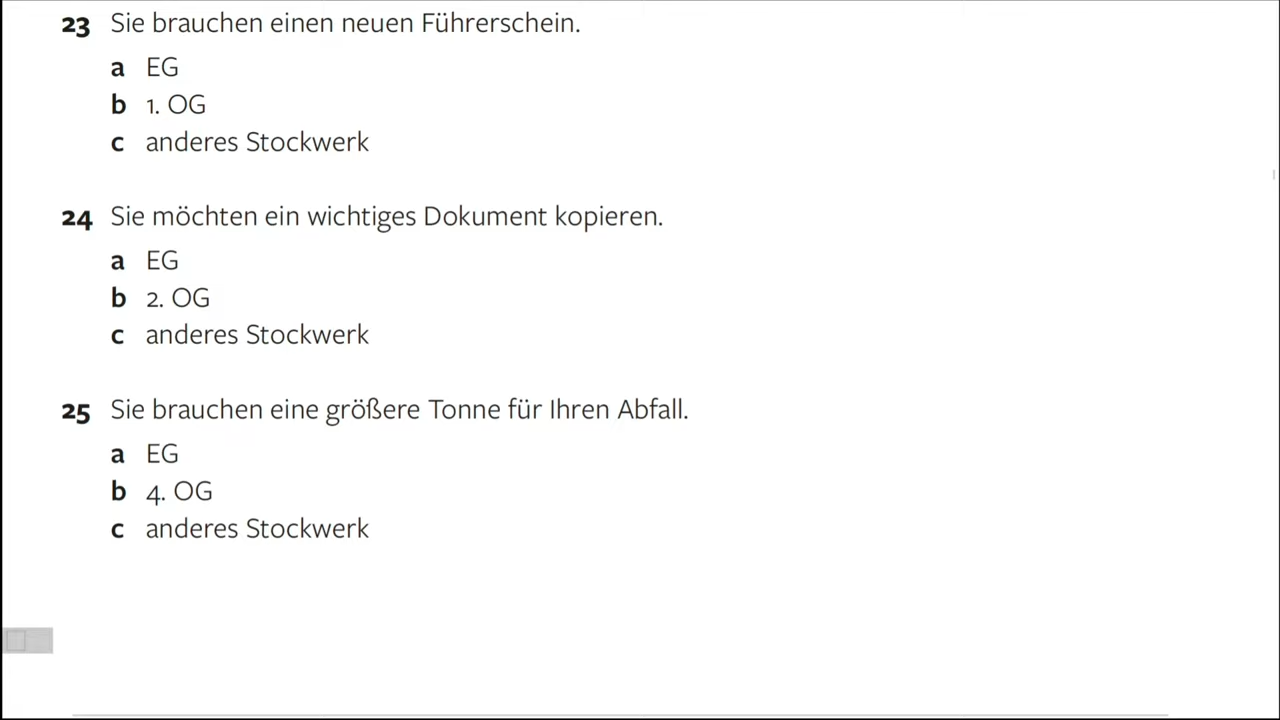 23 Sie brauchen einen neuen Führerschein.
a EG
b 1. OG
c anderes Stockwerk
24 Sie möchten ein wichtiges Dokument kopieren.
a EG
b 2. OG
c anderes Stockwerk
25 Sie brauchen eine größere Tonne für Ihren Abfall.
a EG
b 4. OG
c anderes Stockwerk